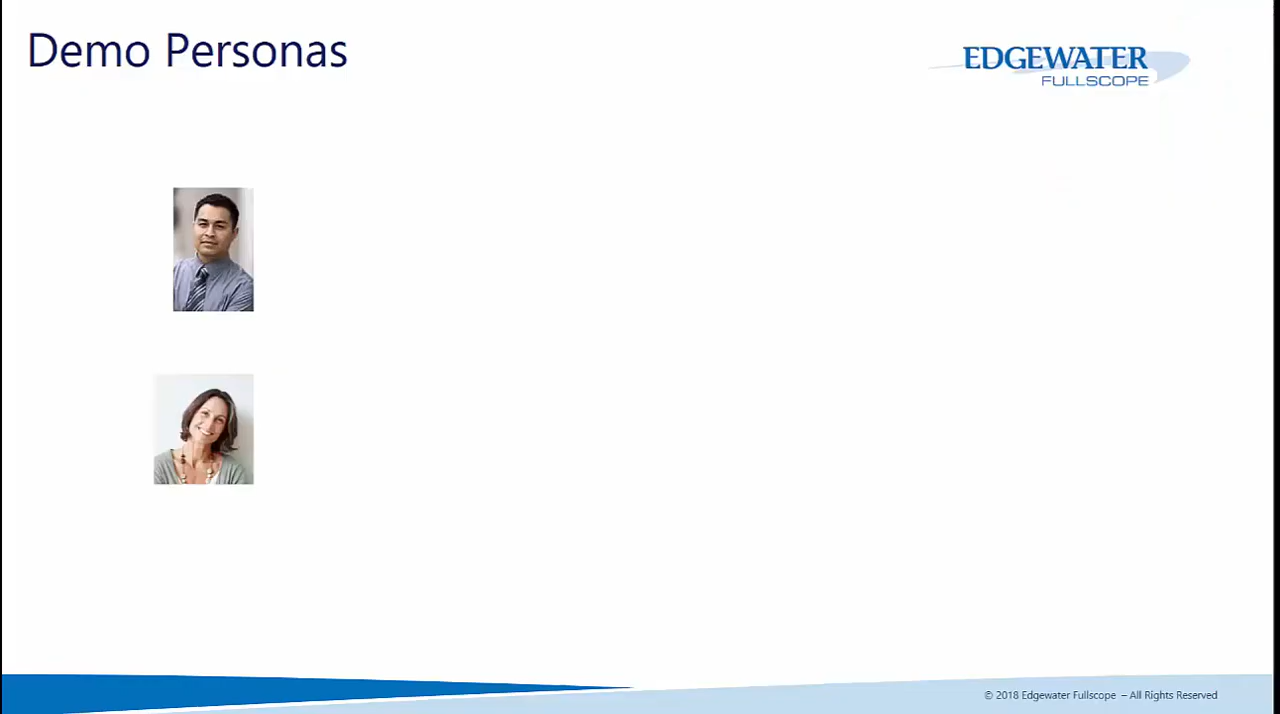 Demo Personas
EDGEWATER
FULLSCOPE
© 2018 Edgewater Fullscope – All Rights Reserved